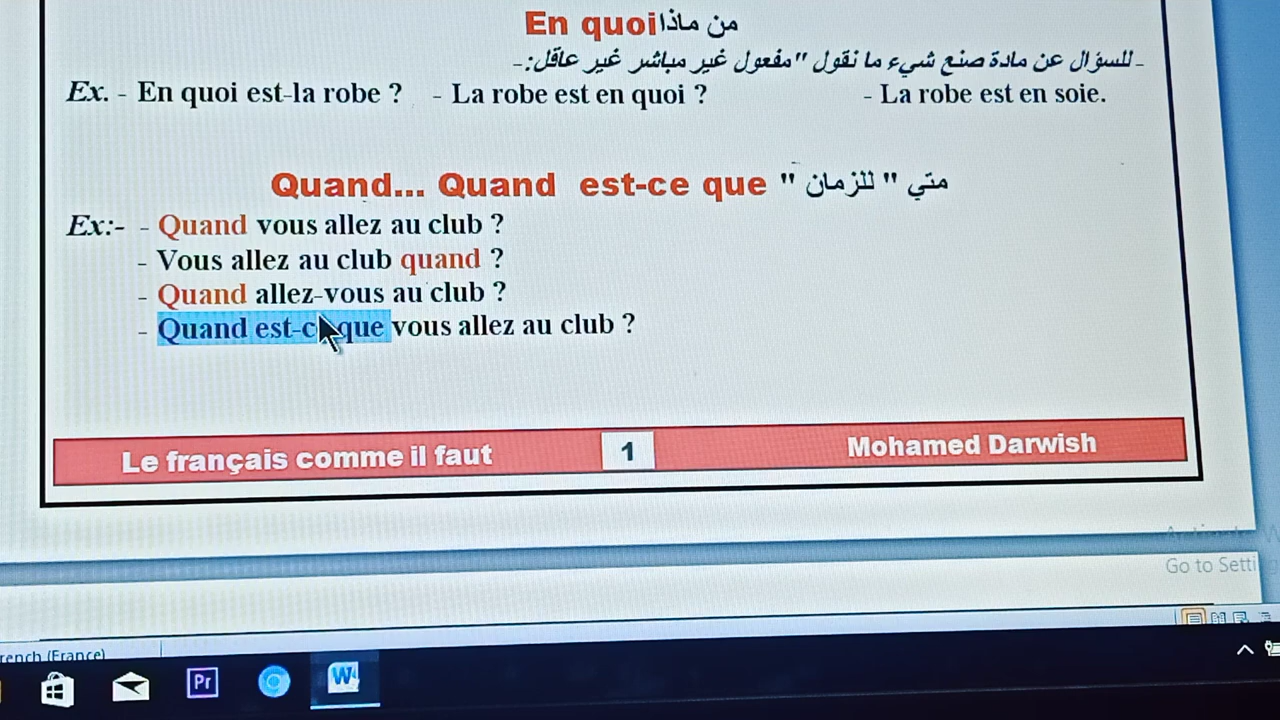 En quoi من ماذا
- للسؤال عن مادة صنع شيء ما نقول "مفعول غير مباشر غير عاقل:-
Ex. - En quoi est-la robe ? - La robe est en quoi ? - La robe est en soie.
Quand... Quand est-ce que " متي " للزمان
Ex:- - Quand vous allez au club ?
- Vous allez au club quand ?
- Quand allez-vous au club ?
- Quand est-ce que vous allez au club ?
Le français comme il faut 1 Mohamed Darwish
Go to Setti
rench (France)
Pr
W